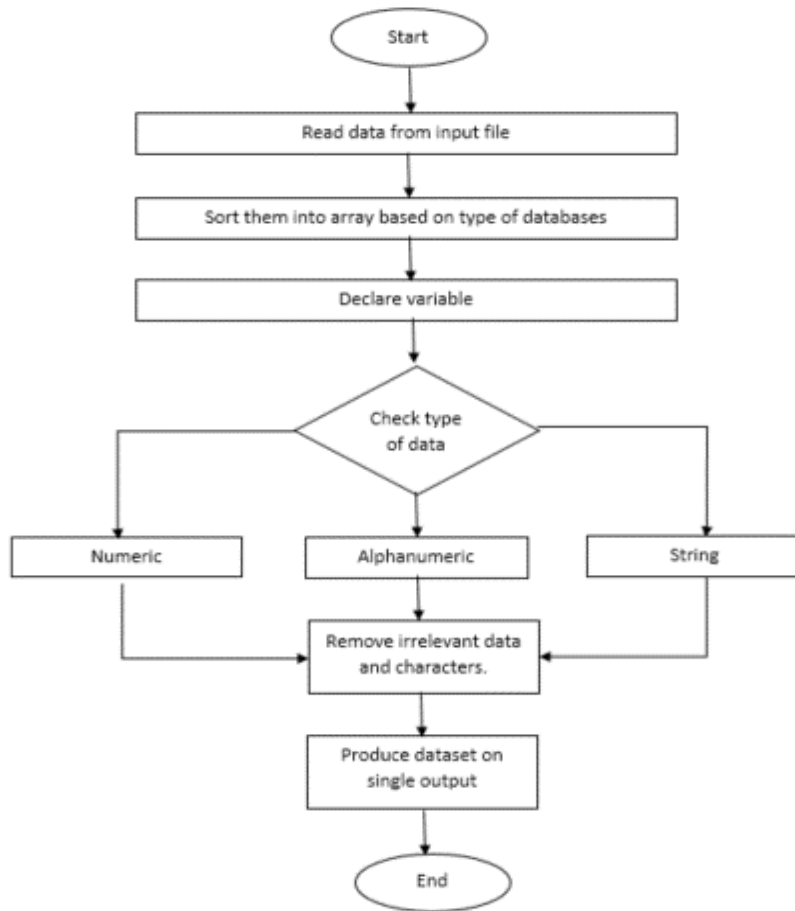 Start
Read data from input file
Sort them into array based on type of databases
Declare variable
Check type
of data
Numeric
Alphanumeric
String
Remove irrelevant data
and characters.
Produce dataset on
single output
End